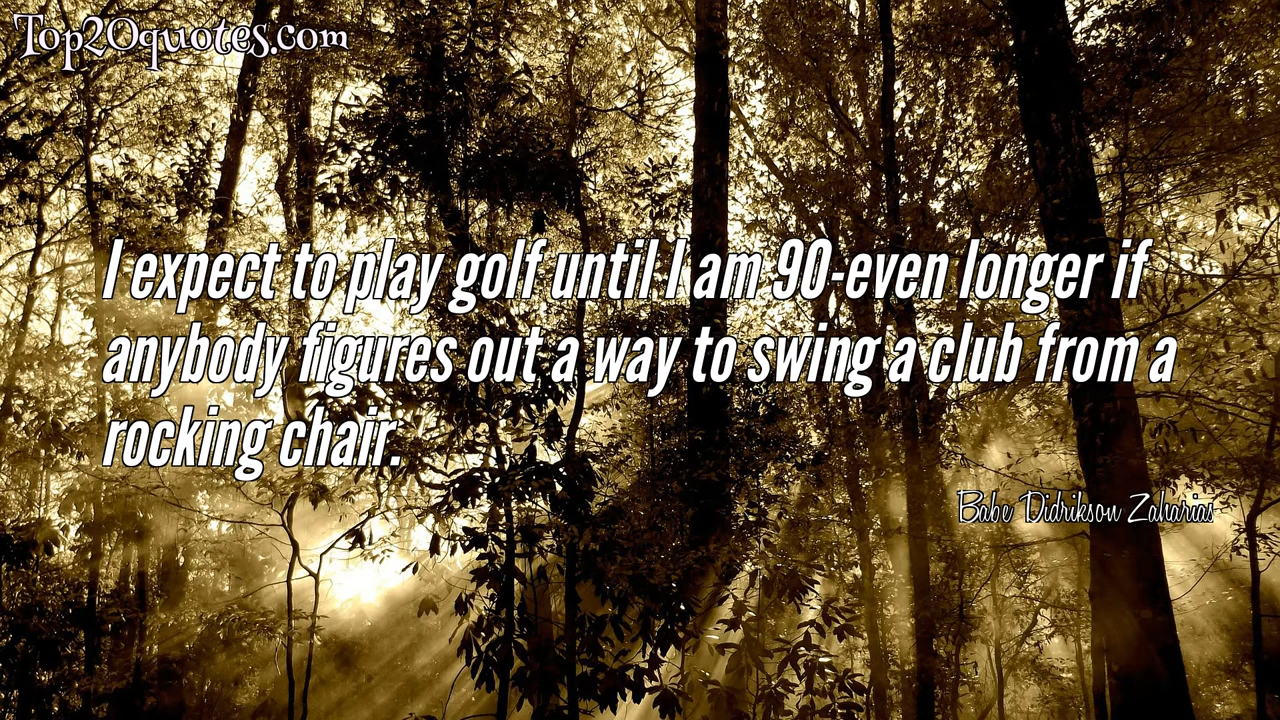 Top20quotes.com
I expect to play golf until I am 90-even longer if
anybody figures out a way to swing a club from a
rocking chair.
Babe Didrikson Zaharias